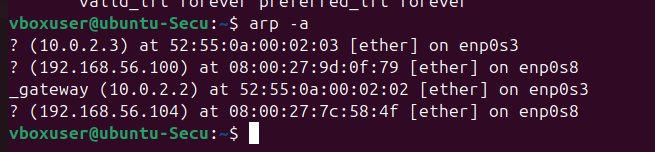 valid_lft forever preferred_lft forever
vboxuser@ubuntu-Secu:~$ arp -a
? (10.0.2.3) at 52:55:0a:00:02:03 [ether] on enp0s3
? (192.168.56.100) at 08:00:27:9d:0f:79 [ether] on enp0s8
_gateway (10.0.2.2) at 52:55:0a:00:02:02 [ether] on enp0s3
? (192.168.56.104) at 08:00:27:7c:58:4f [ether] on enp0s8
vboxuser@ubuntu-Secu:~$